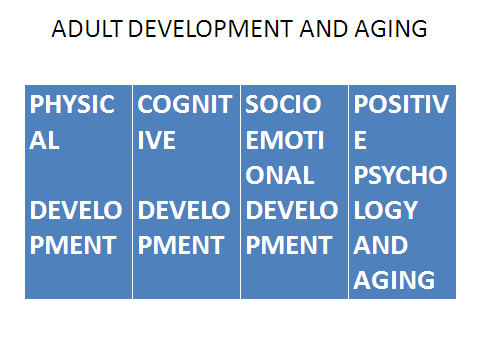 ADULT DEVELOPMENT AND AGING
PHYSIC
AL
DEVELO
PMENT
COGNIT
IVE
DEVELO
PMENT
SOCIO
EMOTI
ONAL
DEVELO
PMENT
POSITIV
E
PSYCHO
LOGY
AND
AGING